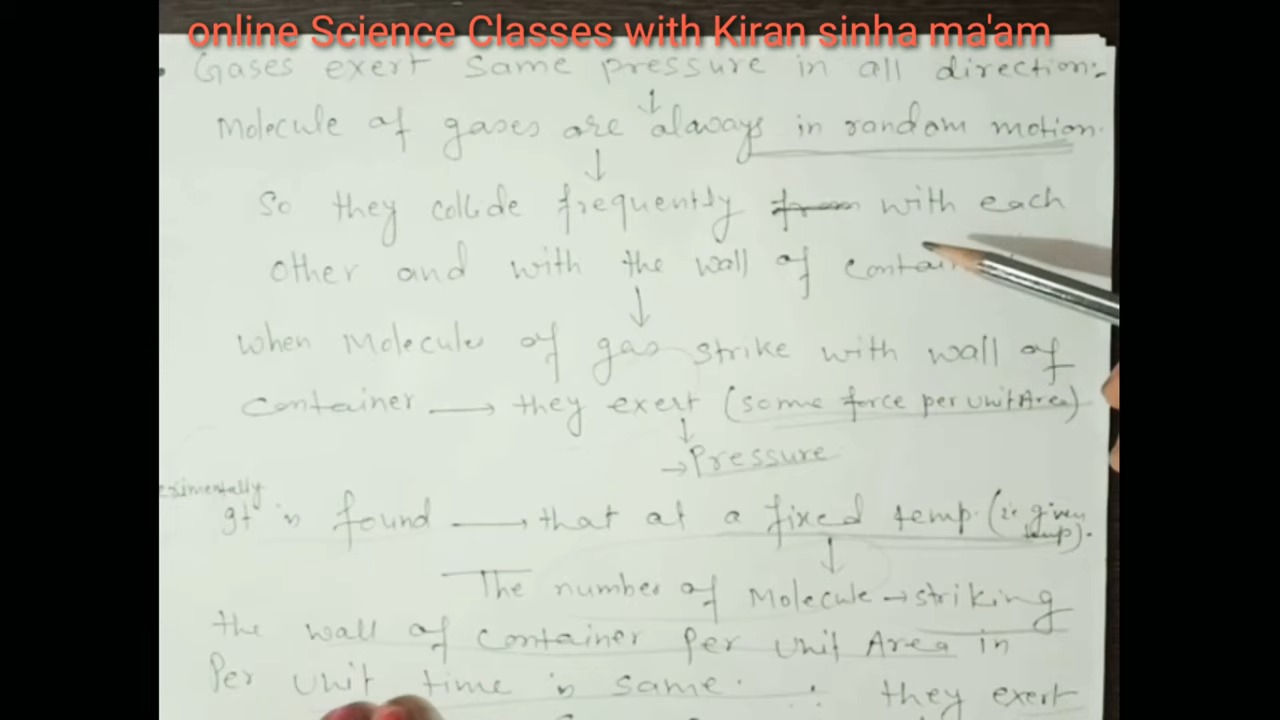 online Science Classes with Kiran sinha ma'am
Gases exert same pressure in all direction:-
Molecule of gases are always in random motion.
So they collide frequently with each
other and with the wall of
when Molecule of gas strike with wall of
container → they exert (some force per unit Area)
→ Pressure
It is found → that at a fixed temp. (i.e given temp).
The number of Molecule → striking
the wall of container Per Unit Area in
Per Unit time is same. ∴ they exert